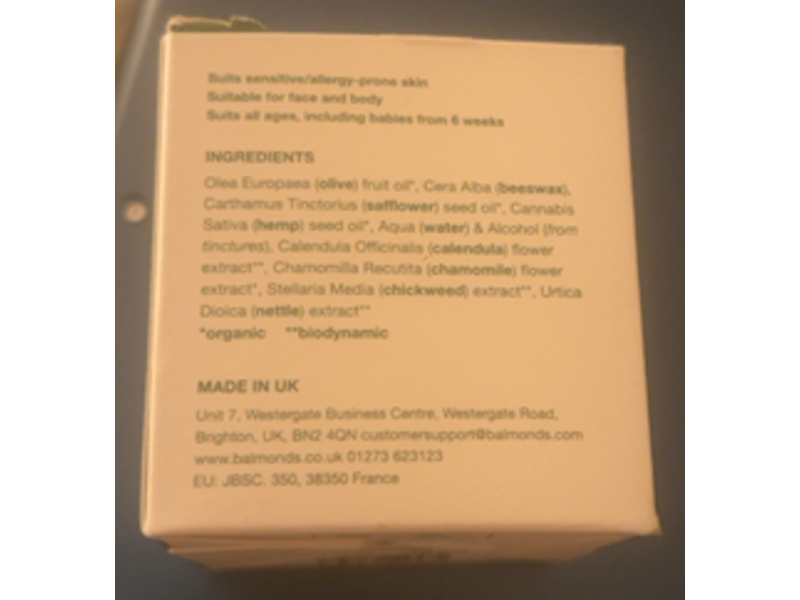 Suits sensitive/allergy-prone skin
Suitable for face and body
Suits all ages, including babies from 6 weeks
INGREDIENTS
Olea Europaea (olive) fruit oil*, Cera Alba (beeswax),
Carthamus Tinctorius (safflower) seed oil*, Cannabis
Sativa (hemp) seed oil*, Aqua (water) & Alcohol (from
tinctures), Calendula Officinalis (calendula) flower
extract**, Chamomilla Recutita (chamomile) flower
extract*, Stellaria Media (chickweed) extract**, Urtica
Dioica (nettle) extract**
*organic **biodynamic
MADE IN UK
Unit 7, Westergate Business Centre, Westergate Road,
Brighton, UK, BN2 4QN customersupport@balmonds.com
www.balmonds.co.uk 01273 623123
EU: JBSC. 350, 38350 France